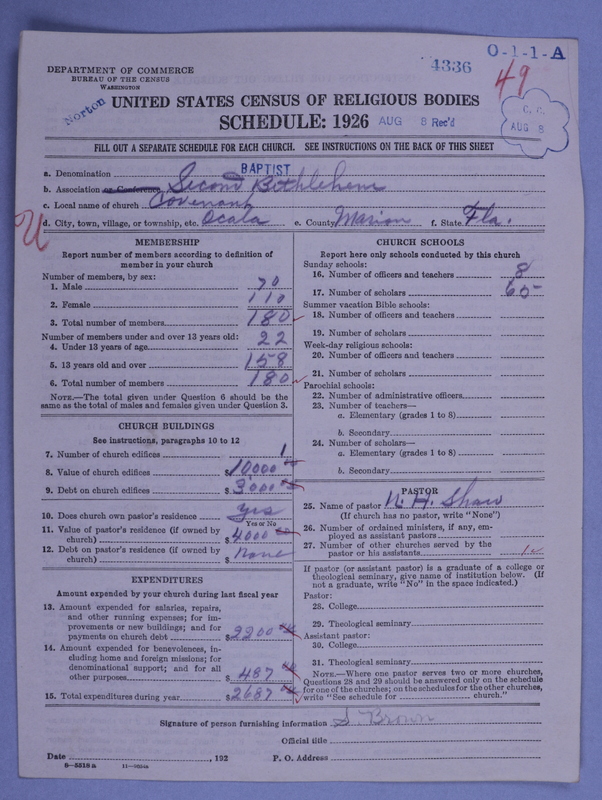 O-1-1-A
4336
49
DEPARTMENT OF COMMERCE
BUREAU OF THE CENSUS
WASHINGTON
Norton
UNITED STATES CENSUS OF RELIGIOUS BODIES
SCHEDULE: 1926 AUG 8 Rec'd
C. C.
AUG 8
FILL OUT A SEPARATE SCHEDULE FOR EACH CHURCH. SEE INSTRUCTIONS ON THE BACK OF THIS SHEET
a. Denomination BAPTIST
b. Association or Conference Second Bethlehem
c. Local name of church Covenant
d. City, town, village, or township, etc. Ocala e. County Marion f. State Fla.
U
MEMBERSHIP
Report number of members according to definition of
member in your church
Number of members, by sex:
1. Male 70
2. Female 110
3. Total number of members 180
Number of members under and over 13 years old:
4. Under 13 years of age 22
5. 13 years old and over 158
6. Total number of members 180
NOTE.—The total given under Question 6 should be the
same as the total of males and females given under Question 3.
CHURCH BUILDINGS
See instructions, paragraphs 10 to 12
7. Number of church edifices 1
8. Value of church edifices $10000 00
9. Debt on church edifices $3000 00
10. Does church own pastor's residence Yes
Yes or No
11. Value of pastor's residence (if owned by
church) $4000 00
12. Debt on pastor's residence (if owned by
church) $ None
EXPENDITURES
Amount expended by your church during last fiscal year
13. Amount expended for salaries, repairs,
and other running expenses; for im-
provements or new buildings; and for
payments on church debt $2200
14. Amount expended for benevolences, in-
cluding home and foreign missions; for
denominational support; and for all
other purposes $487
15. Total expenditures during year $2687
CHURCH SCHOOLS
Report here only schools conducted by this church
Sunday schools:
16. Number of officers and teachers 8
17. Number of scholars 65
Summer vacation Bible schools:
18. Number of officers and teachers
19. Number of scholars
Week-day religious schools:
20. Number of officers and teachers
21. Number of scholars
Parochial schools:
22. Number of administrative officers
23. Number of teachers—
a. Elementary (grades 1 to 8)
b. Secondary
24. Number of scholars—
a. Elementary (grades 1 to 8)
b. Secondary
PASTOR
25. Name of pastor N. H. Shaw
(If church has no pastor, write "None")
26. Number of ordained ministers, if any, em-
ployed as assistant pastors
27. Number of other churches served by the
pastor or his assistants
If pastor (or assistant pastor) is a graduate of a college or
theological seminary, give name of institution below. (If
not a graduate, write "No" in the space indicated.)
Pastor:
28. College
29. Theological seminary
Assistant pastor:
30. College
31. Theological seminary
NOTE.—Where one pastor serves two or more churches,
Questions 28 and 29 should be answered only on the schedule
for one of the churches; on the schedules for the other churches,
write "See schedule for church."
Signature of person furnishing information S. Brown
Official title
Date , 192 P. O. Address
8-5318a